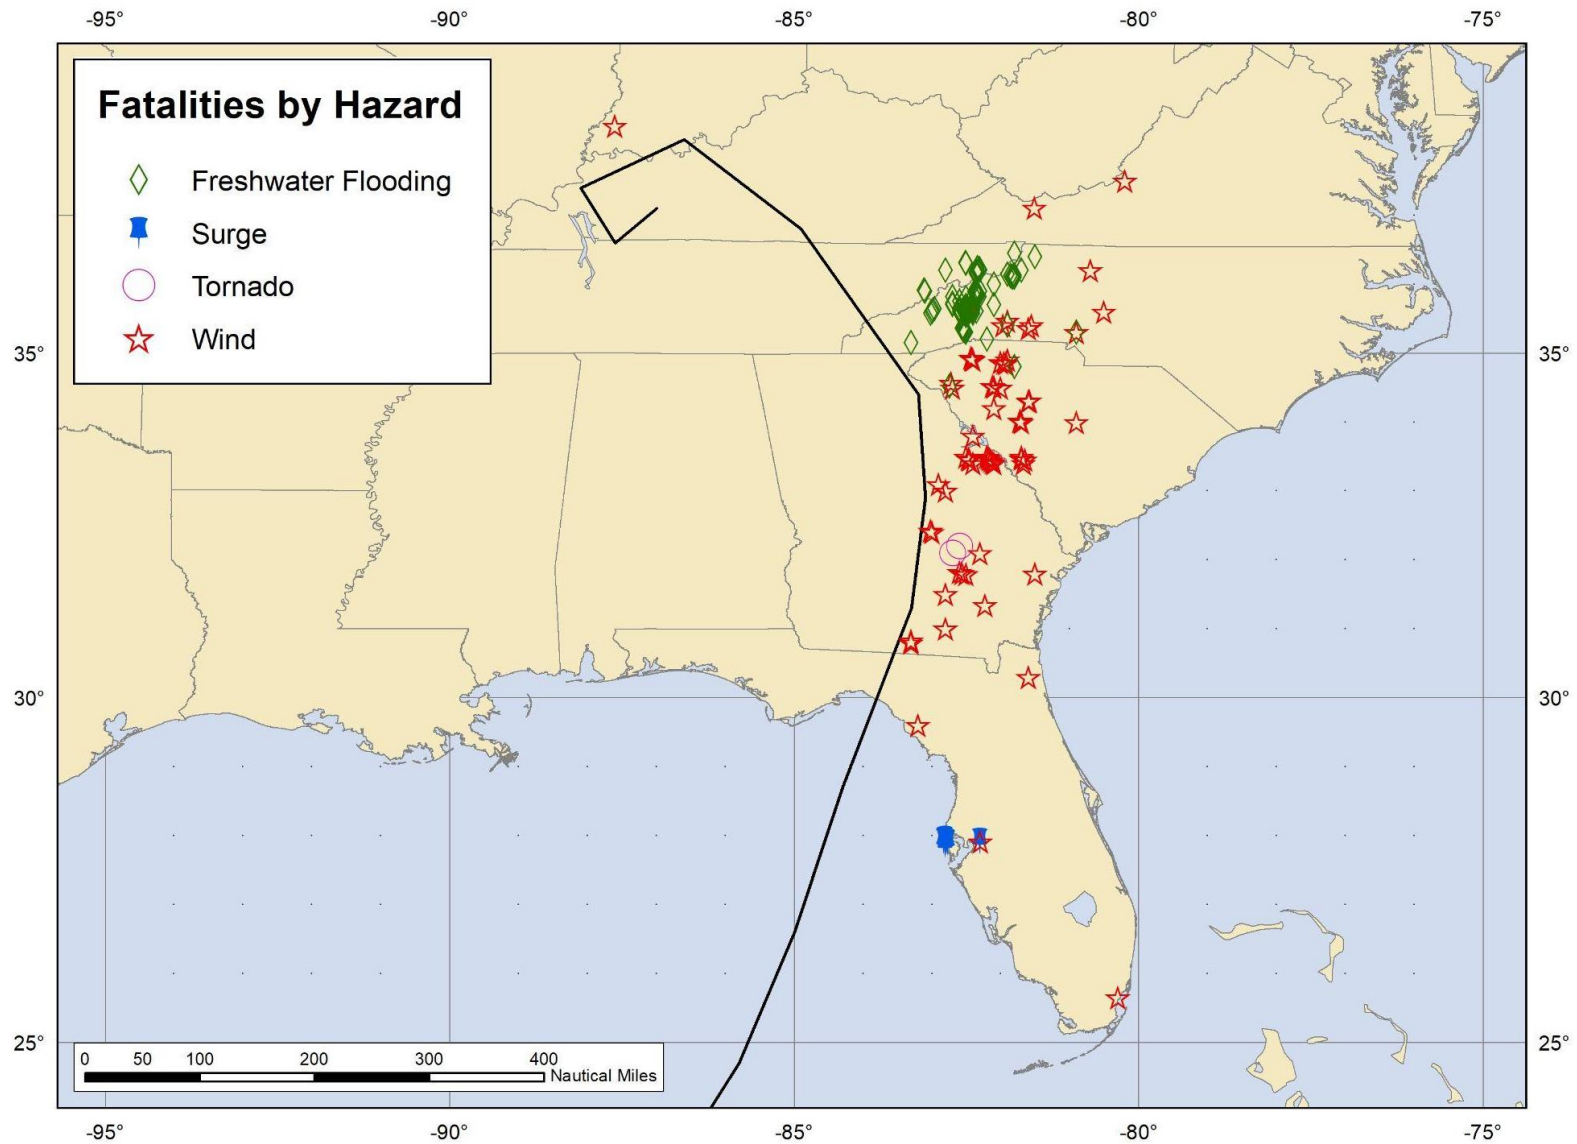 -95° -90° -85° -80° -75°
Fatalities by Hazard
Freshwater Flooding
Surge
Tornado
Wind
35° 35°
30° 30°
25° 25°
0 50 100 200 300 400
Nautical Miles
-95° -90° -85° -80° -75°